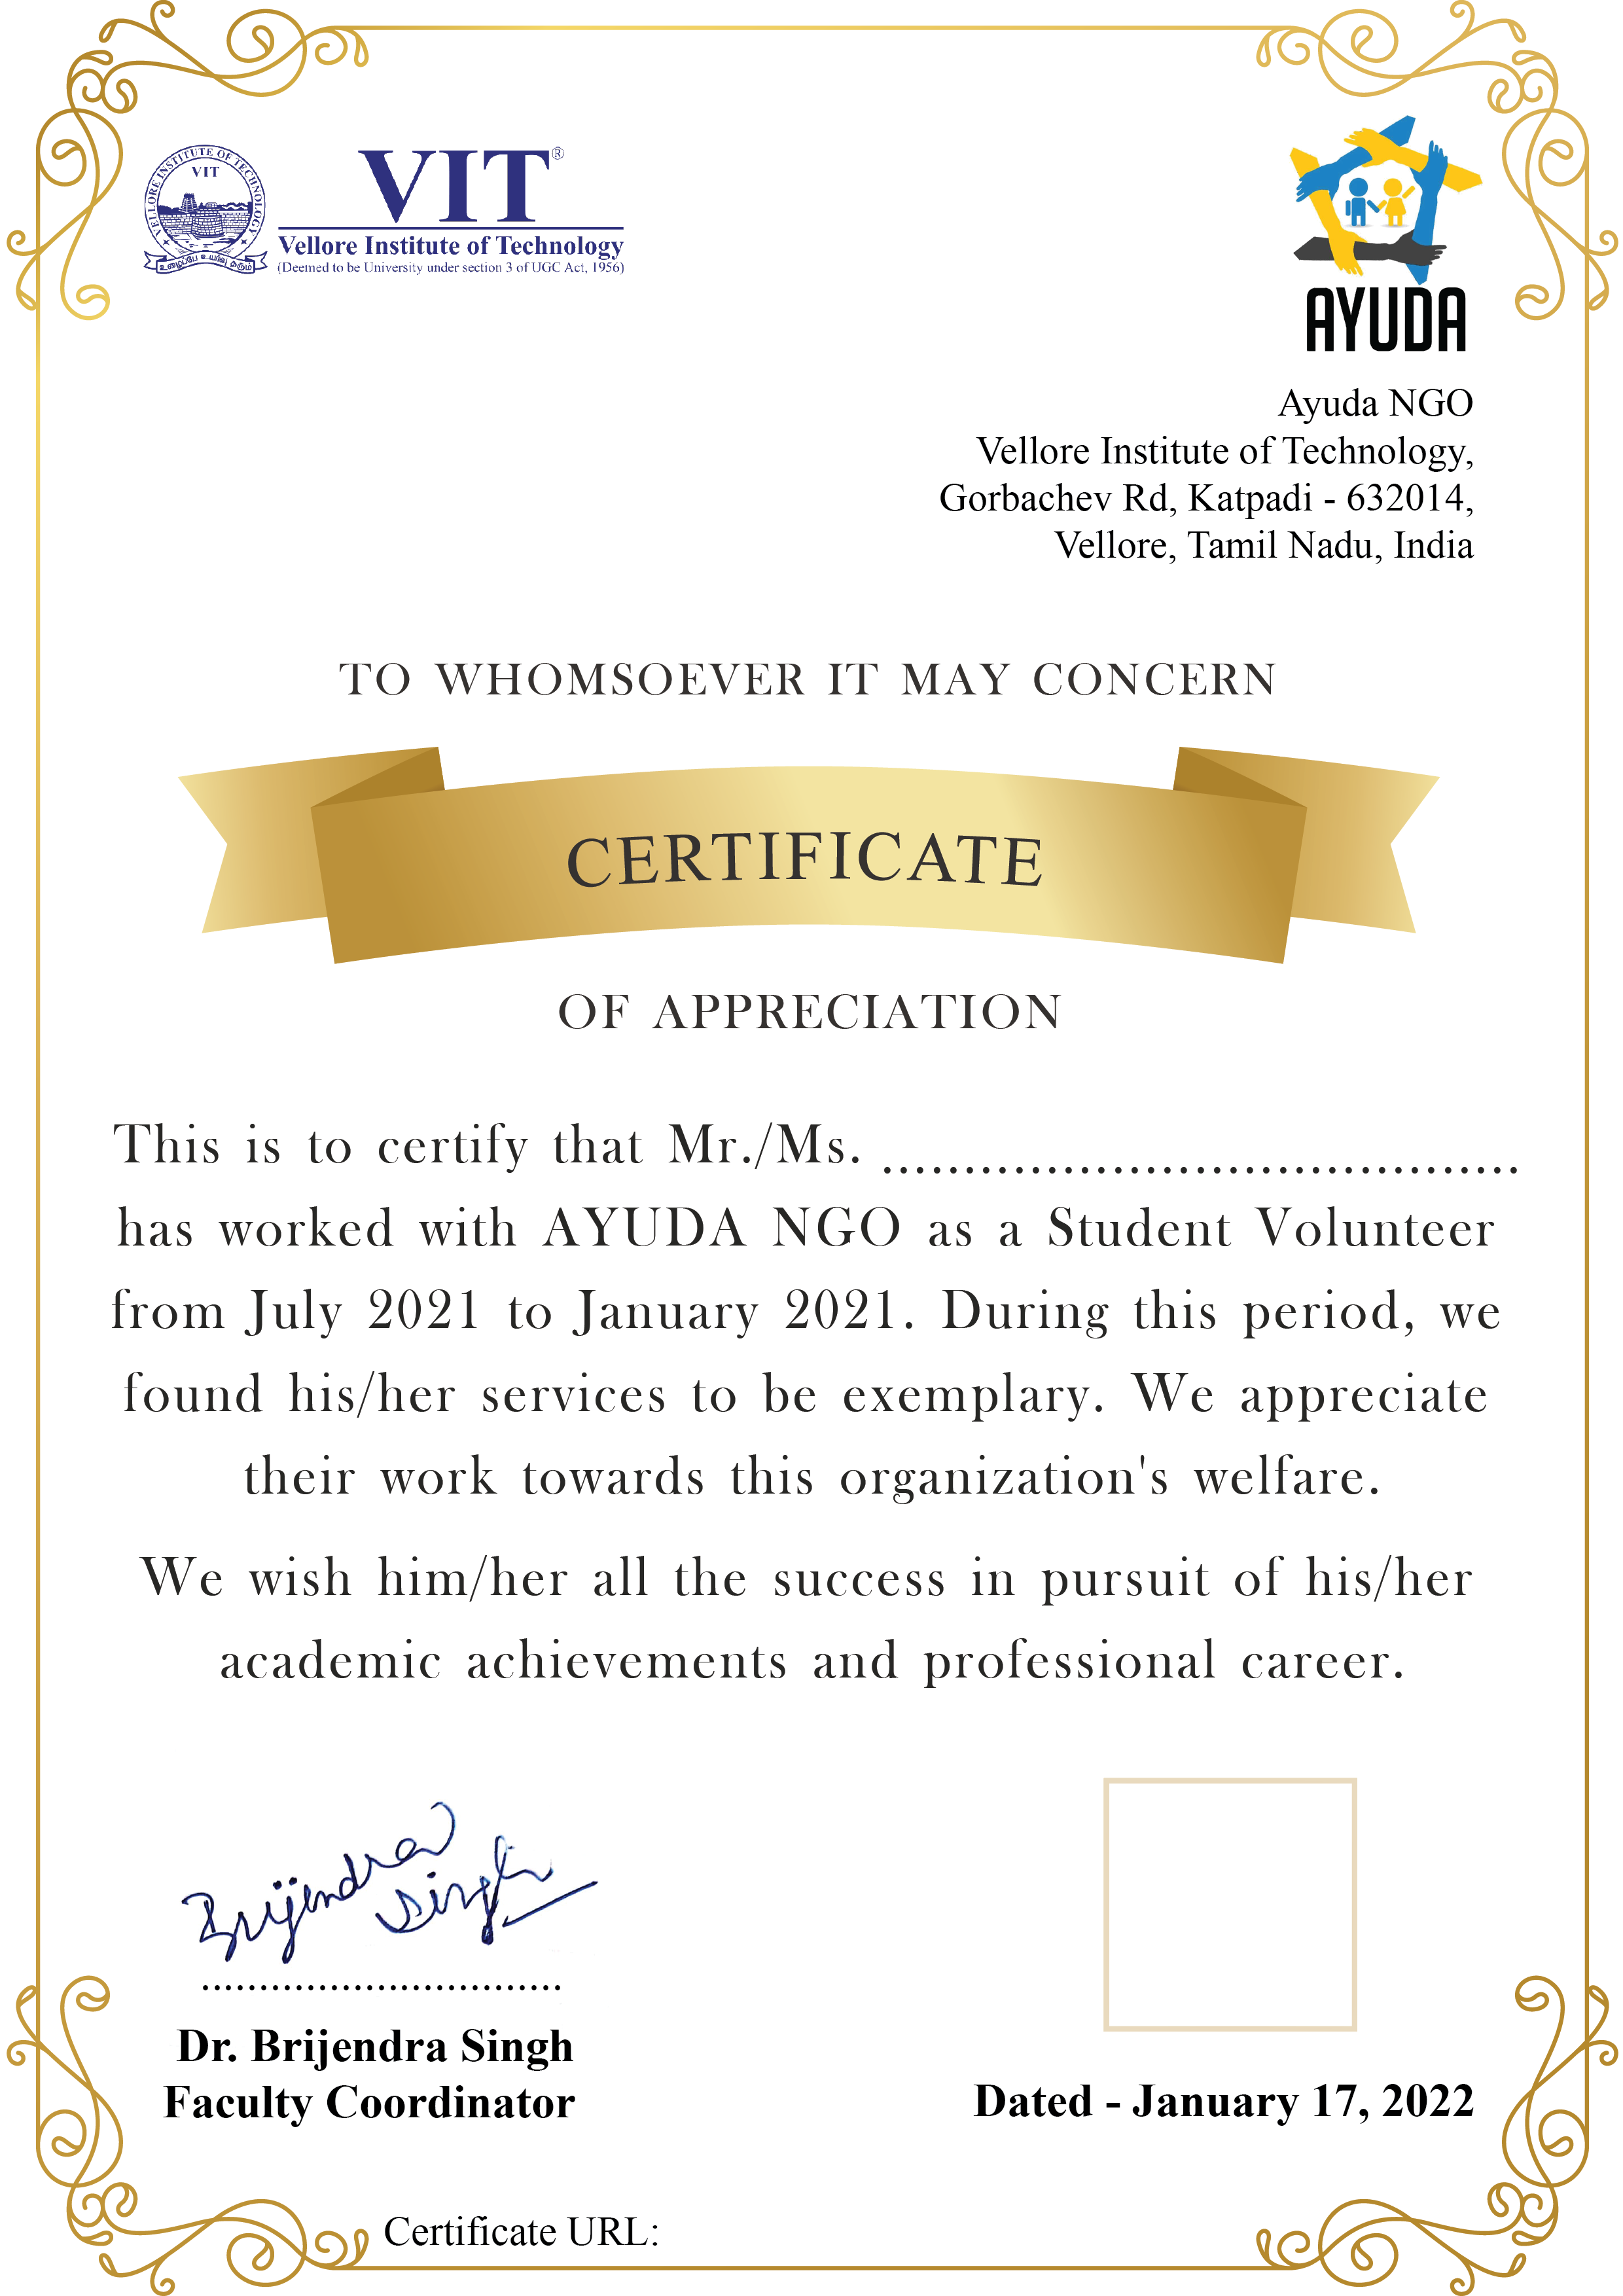 VELLORE INSTITUTE OF TECHNOLOGY
VIT
உழைப்பே உயர்வு தரும்
VIT®
Vellore Institute of Technology
(Deemed to be University under section 3 of UGC Act, 1956)
AYUDA
Ayuda NGO
Vellore Institute of Technology,
Gorbachev Rd, Katpadi - 632014,
Vellore, Tamil Nadu, India
TO WHOMSOEVER IT MAY CONCERN
CERTIFICATE
OF APPRECIATION
This is to certify that Mr./Ms. ......................................
has worked with AYUDA NGO as a Student Volunteer
from July 2021 to January 2021. During this period, we
found his/her services to be exemplary. We appreciate
their work towards this organization's welfare.
We wish him/her all the success in pursuit of his/her
academic achievements and professional career.
Brijendra
Singh
...............................
Dr. Brijendra Singh
Faculty Coordinator
Dated - January 17, 2022
Certificate URL: